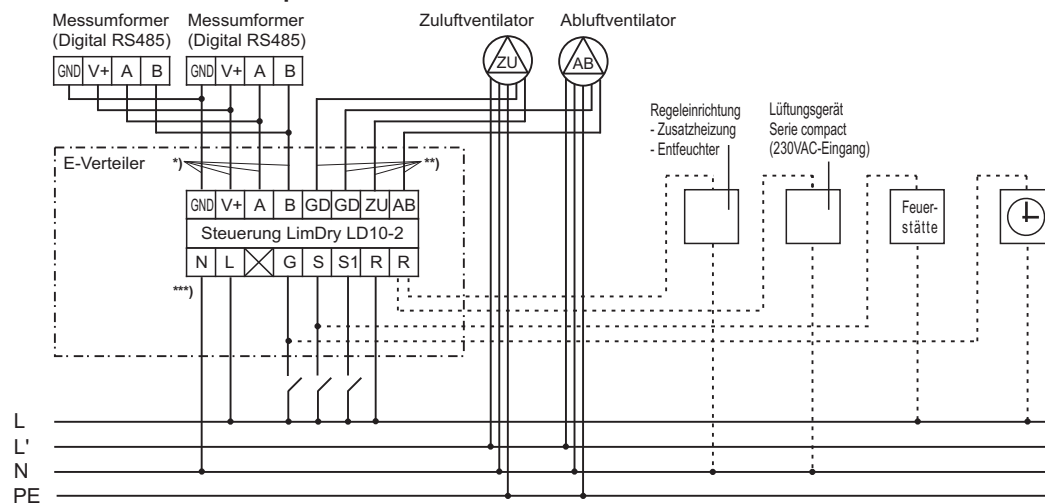 Messumformer
(Digital RS485)
Messumformer
(Digital RS485)
Zuluftventilator
Abluftventilator
GND V+ A B
GND V+ A B
ZU
AB
Regeleinrichtung
- Zusatzheizung
- Entfeuchter
Lüftungsgerät
Serie compact
(230VAC-Eingang)
E-Verteiler
*)
**)
GND V+ A B GD GD ZU AB
Steuerung LimDry LD10-2
N L G S S1 R R
***)
Feuer-
stätte
L
L'
N
PE